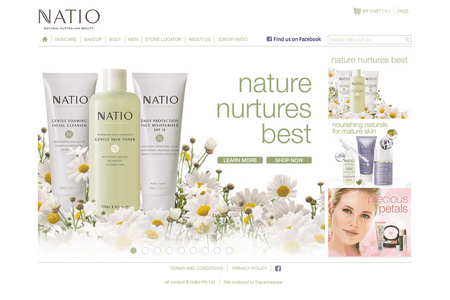 NATIO
NATURAL AUSTRALIAN BEAUTY
MY CART ( 0 )
FAQS
SKINCARE
MAKEUP
BODY
MEN
STORE LOCATOR
ABOUT US
JOIN MY NATIO
Find us on Facebook
Search natio.com.au
NATIO
GENTLE FOAMING
FACIAL CLEANSER
NATIO
GENTLE SKIN TONER
NATIO
DAILY PROTECTION
FACE MOISTURISER
SPF 15
nature
nurtures
best
LEARN MORE
SHOP NOW
nature nurtures best
nourishing naturals
for mature skin
precious
petals
TERMS AND CONDITIONS
PRIVACY POLICY
All content © Natio Pty Ltd
Site realised by Squareweave